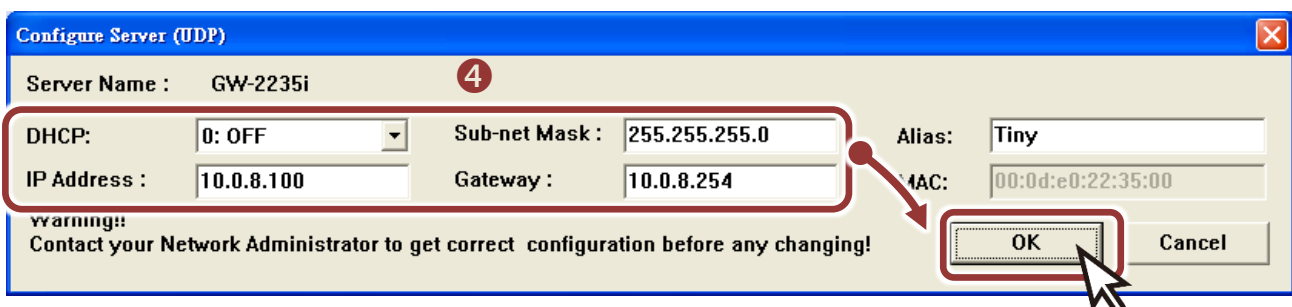 Configure Server (UDP)
Server Name : GW-2235i
4
DHCP: 0: OFF Sub-net Mask : 255.255.255.0 Alias: Tiny
IP Address : 10.0.8.100 Gateway : 10.0.8.254 MAC: 00:0d:e0:22:35:00
Warning!!
Contact your Network Administrator to get correct configuration before any changing!
OK Cancel